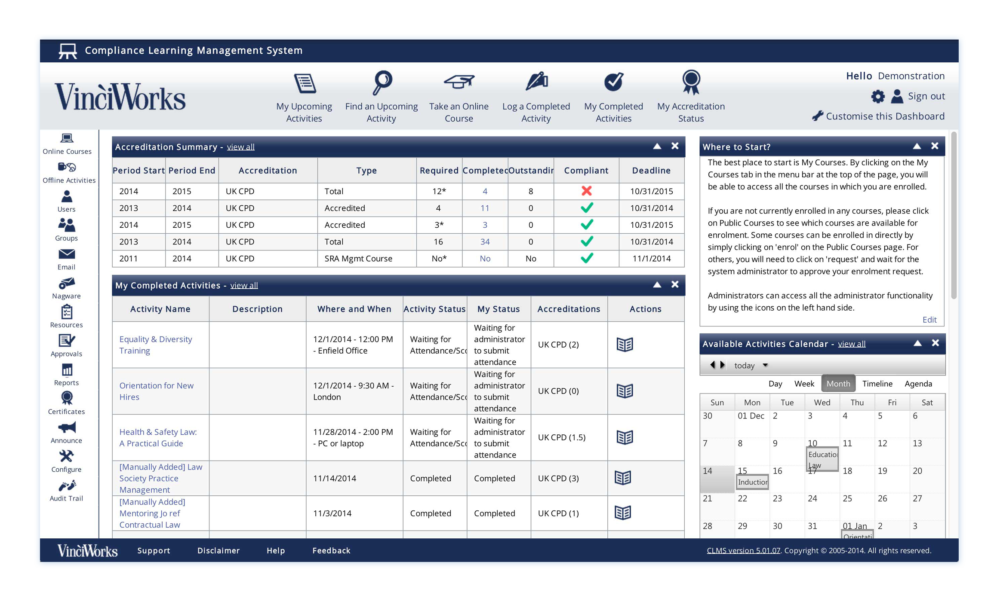 Compliance Learning Management System
VinciWorks
My Upcoming
Activities
Find an Upcoming
Activity
Take an Online
Course
Log a Completed
Activity
My Completed
Activities
My Accreditation
Status
Hello Demonstration
Sign out
Customise this Dashboard
Online Courses
Offline Activities
Users
Groups
Email
Nagware
Resources
Approvals
Reports
Certificates
Announce
Configure
Audit Trail
Accreditation Summary - view all
Period Start Period End Accreditation Type Required Completed Outstandin Compliant Deadline
2014 2015 UK CPD Total 12* 4 8 10/31/2015
2013 2014 UK CPD Accredited 4 11 0 10/31/2014
2014 2015 UK CPD Accredited 3* 3 0 10/31/2015
2013 2014 UK CPD Total 16 34 0 10/31/2014
2011 2014 UK CPD SRA Mgmt Course No* No No 11/1/2014
My Completed Activities - view all
Activity Name Description Where and When Activity Status My Status Accreditations Actions
Equality & Diversity
Training
12/1/2014 - 12:00 PM
- Enfield Office
Waiting for
Attendance/Sco
Waiting for
administrator
to submit
attendance
UK CPD (2)
Orientation for New
Hires
12/1/2014 - 9:30 AM -
London
Waiting for
Attendance/Sco
Waiting for
administrator
to submit
attendance
UK CPD (0)
Health & Safety Law:
A Practical Guide
11/28/2014 - 2:00 PM
- PC or laptop
Waiting for
Attendance/Sco
Waiting for
administrator
to submit
attendance
UK CPD (1.5)
[Manually Added] Law
Society Practice
Management
11/14/2014
Completed
Completed
UK CPD (3)
[Manually Added]
Mentoring Jo ref
Contractual Law
11/3/2014
Completed
Completed
UK CPD (1)
Where to Start?
The best place to start is My Courses. By clicking on the My
Courses tab in the menu bar at the top of the page, you will
be able to access all the courses in which you are enrolled.
If you are not currently enrolled in any courses, please click
on Public Courses to see which courses are available for
enrolment. Some courses can be enrolled in directly by
simply clicking on 'enrol' on the Public Courses page. For
others, you will need to click on 'request' and wait for the
system administrator to approve your enrolment request.
Administrators can access all the administrator functionality
by using the icons on the left hand side.
Edit
Available Activities Calendar - view all
today
Day Week Month Timeline Agenda
Sun Mon Tue Wed Thu Fri Sat
30 01 Dec 2 3 4 5 6
7 8 9 10 11 12 13
Education
Law
14 15 16 17 18 19 20
Induction
21 22 23 24 25 26 27
28 29 30 31 01 Jan 2 3
Orientati
VinciWorks Support Disclaimer Help Feedback
CLMS version 5.01.07. Copyright © 2005-2014. All rights reserved.